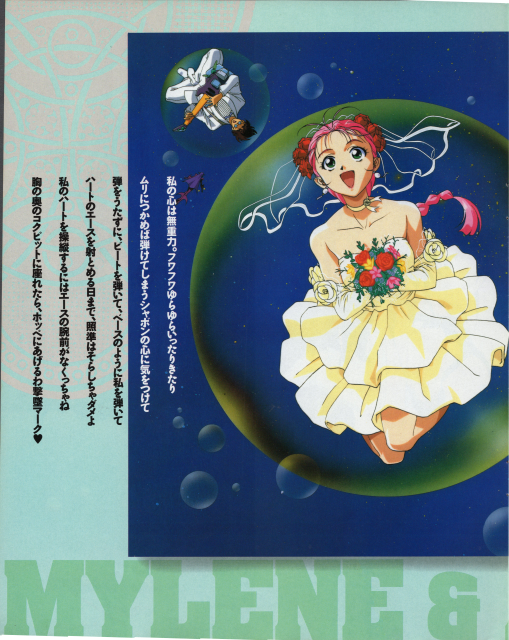 私の心は無重力。フワフワゆらゆらいったりきたり
ムリにつかめば弾けてしまうシャボンの心に気をつけて
弾をうたずに、ビートを弾いて、ベースのように私を弾いて
ハートのエースを射とめる日まで、照準はそらしちゃダメよ
私のハートを操縦するにはエースの腕前がなくっちゃね
胸の奥のコクピットに座れたら、ホッペにあげるわ撃墜マーク♥
MYLENE &